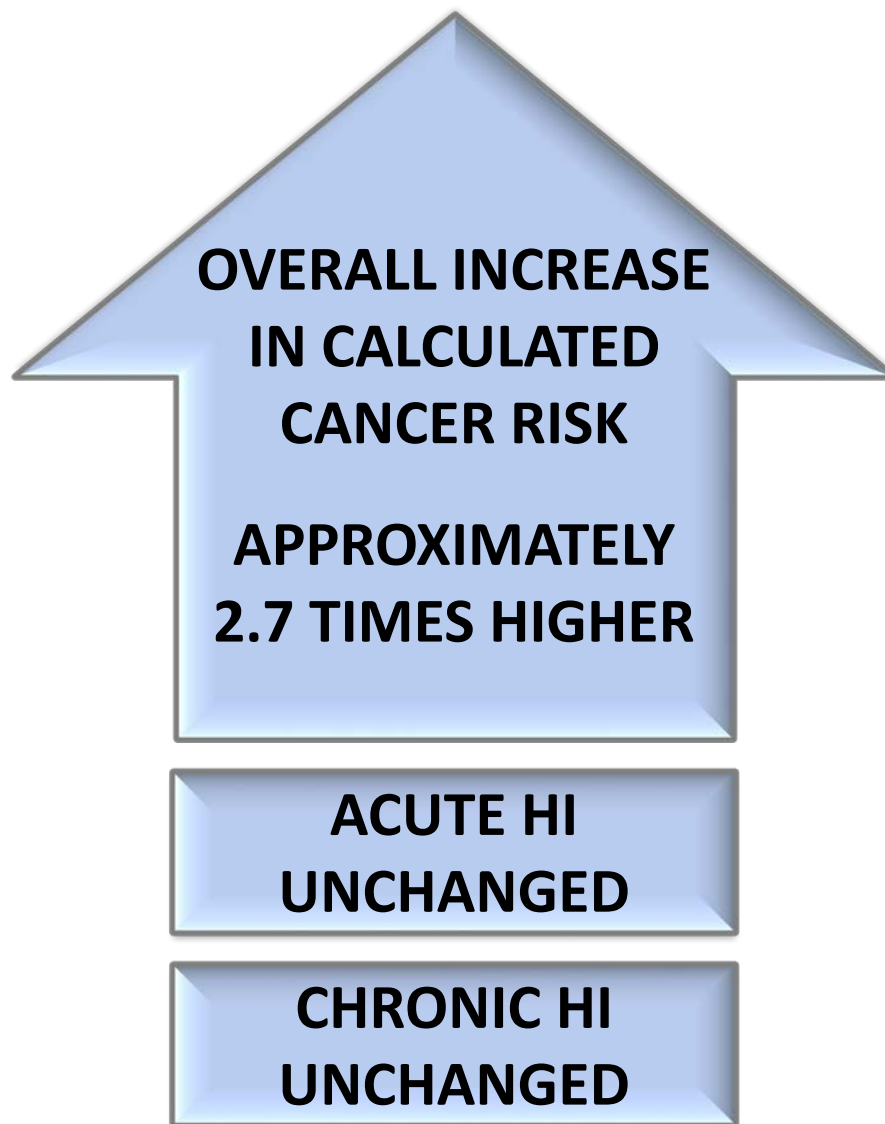 OVERALL INCREASE
IN CALCULATED
CANCER RISK
APPROXIMATELY
2.7 TIMES HIGHER
ACUTE HI
UNCHANGED
CHRONIC HI
UNCHANGED